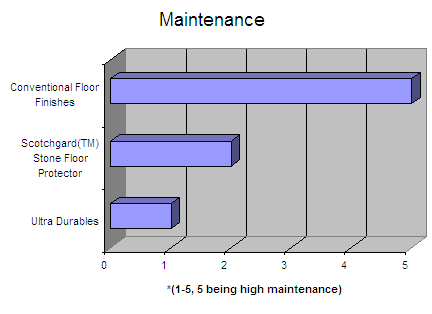 Maintenance
Conventional Floor
Finishes
Scotchgard(TM)
Stone Floor
Protector
Ultra Durables
0 1 2 3 4 5
*(1-5, 5 being high maintenance)